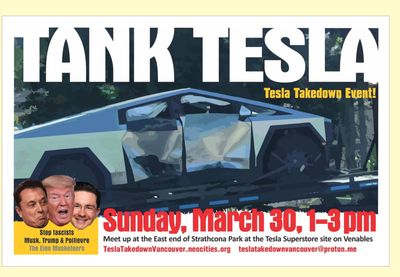 TANK TESLA
Tesla Takedown Event!
Stop fascists
Musk, Trump & Poilievre
The Elon Musketeers
Sunday, March 30, 1–3pm
Meet up at the East end of Strathcona Park at the Tesla Superstore site on Venables
TeslaTakedownVancouver.neocities.org teslatakedownvancouver@proton.me